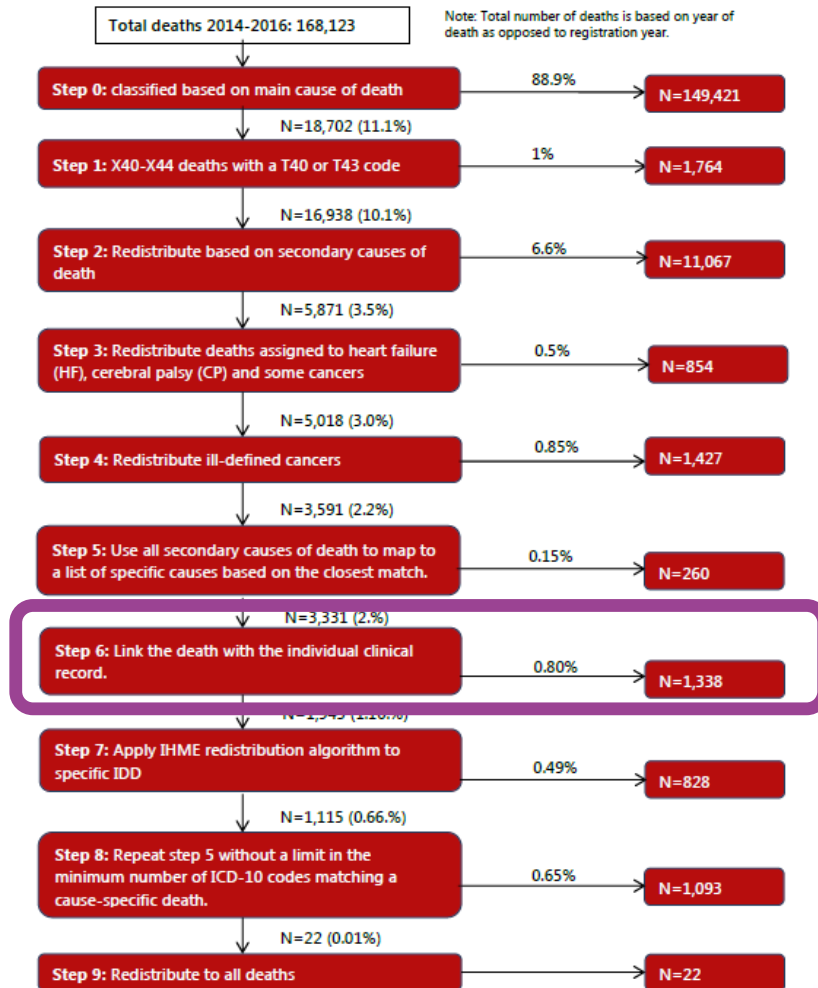 Total deaths 2014-2016: 168,123
Note: Total number of deaths is based on year of
death as opposed to registration year.
Step 0: classified based on main cause of death
88.9%
N=149,421
N=18,702 (11.1%)
Step 1: X40-X44 deaths with a T40 or T43 code
1%
N=1,764
N=16,938 (10.1%)
Step 2: Redistribute based on secondary causes of
death
6.6%
N=11,067
N=5,871 (3.5%)
Step 3: Redistribute deaths assigned to heart failure
(HF), cerebral palsy (CP) and some cancers
0.5%
N=854
N=5,018 (3.0%)
Step 4: Redistribute ill-defined cancers
0.85%
N=1,427
N=3,591 (2.2%)
Step 5: Use all secondary causes of death to map to
a list of specific causes based on the closest match.
0.15%
N=260
N=3,331 (2.%)
Step 6: Link the death with the individual clinical
record.
0.80%
N=1,338
Step 7: Apply IHME redistribution algorithm to
specific IDD
0.49%
N=828
N=1,115 (0.66.%)
Step 8: Repeat step 5 without a limit in the
minimum number of ICD-10 codes matching a
cause-specific death.
0.65%
N=1,093
N=22 (0.01%)
Step 9: Redistribute to all deaths
N=22